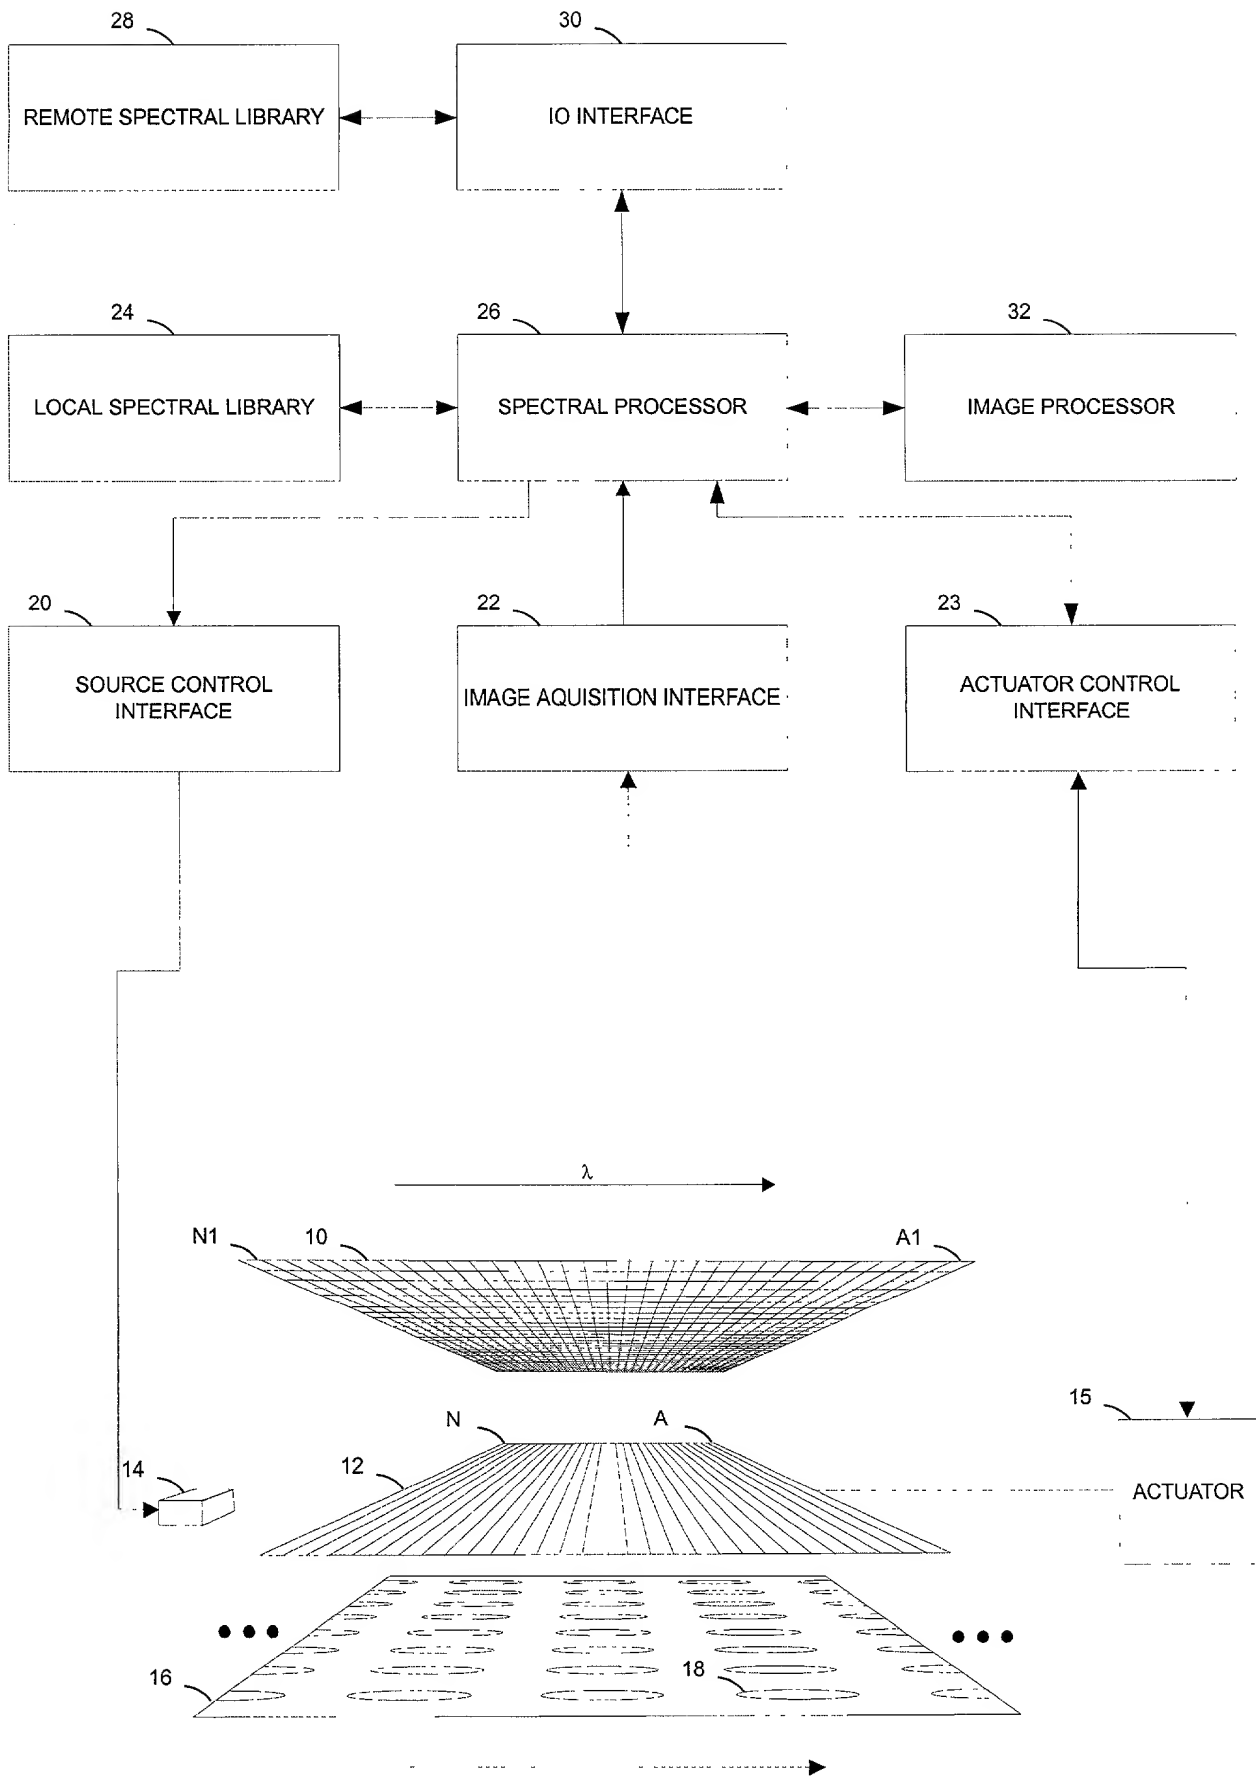 28
30
REMOTE SPECTRAL LIBRARY
IO INTERFACE
24
26
32
LOCAL SPECTRAL LIBRARY
SPECTRAL PROCESSOR
IMAGE PROCESSOR
20
22
23
SOURCE CONTROL
INTERFACE
IMAGE AQUISITION INTERFACE
ACTUATOR CONTROL
INTERFACE
λ
N1
10
A1
15
N
A
14
12
ACTUATOR
16
18